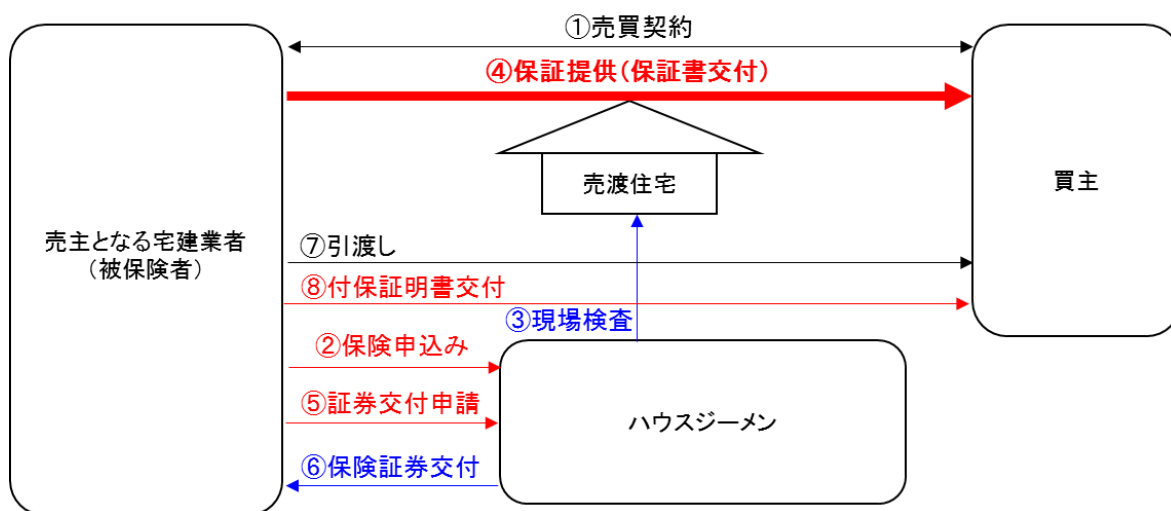 ①売買契約
④保証提供(保証書交付)
売渡住宅
買主
売主となる宅建業者
(被保険者)
⑦引渡し
⑧付保証明書交付
③現場検査
②保険申込み
⑤証券交付申請
ハウスジーメン
⑥保険証券交付